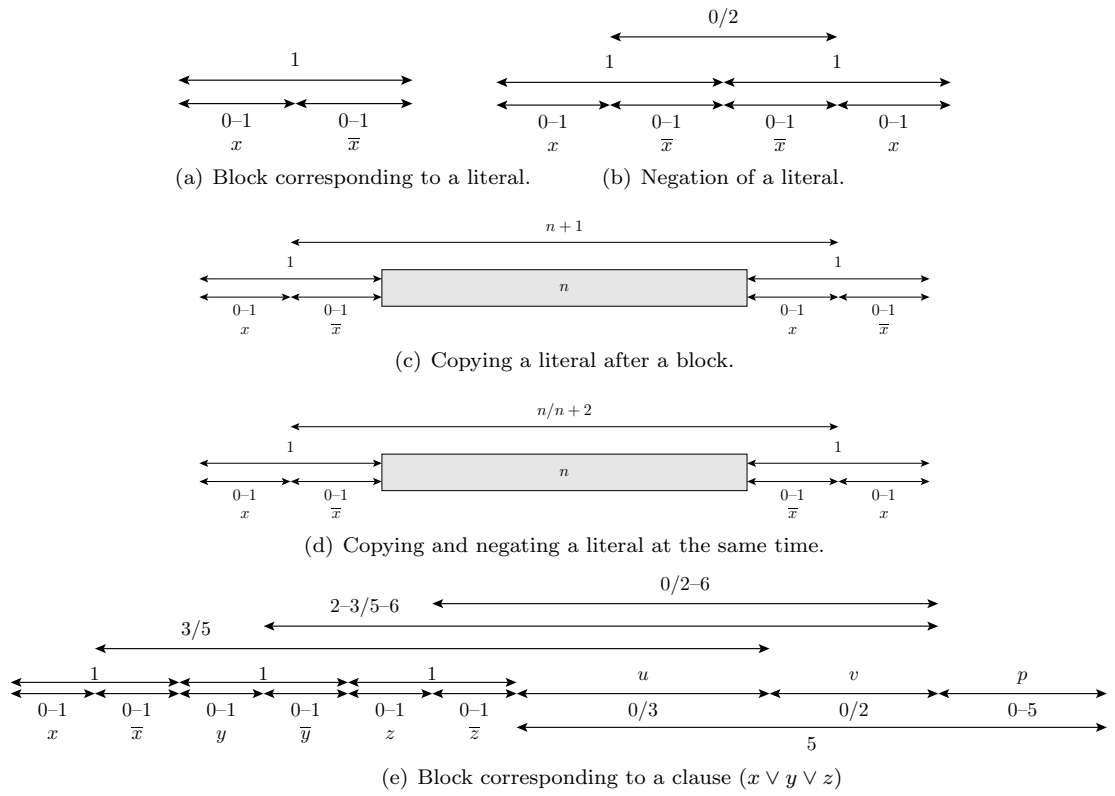 0/2
1 1 1
0–1 0–1 0–1 0–1 0–1 0–1
x x̅ x x̅ x̅ x
(a) Block corresponding to a literal. (b) Negation of a literal.
n + 1
1 1
n
0–1 0–1 0–1 0–1
x x̅ x x̅
(c) Copying a literal after a block.
n/n + 2
1 1
n
0–1 0–1 0–1 0–1
x x̅ x̅ x
(d) Copying and negating a literal at the same time.
0/2–6
2–3/5–6
3/5
1 1 1 u v p
0–1 0–1 0–1 0–1 0–1 0–1 0/3 0/2 0–5
x x̅ y y̅ z z̅
5
(e) Block corresponding to a clause (x ∨ y ∨ z)